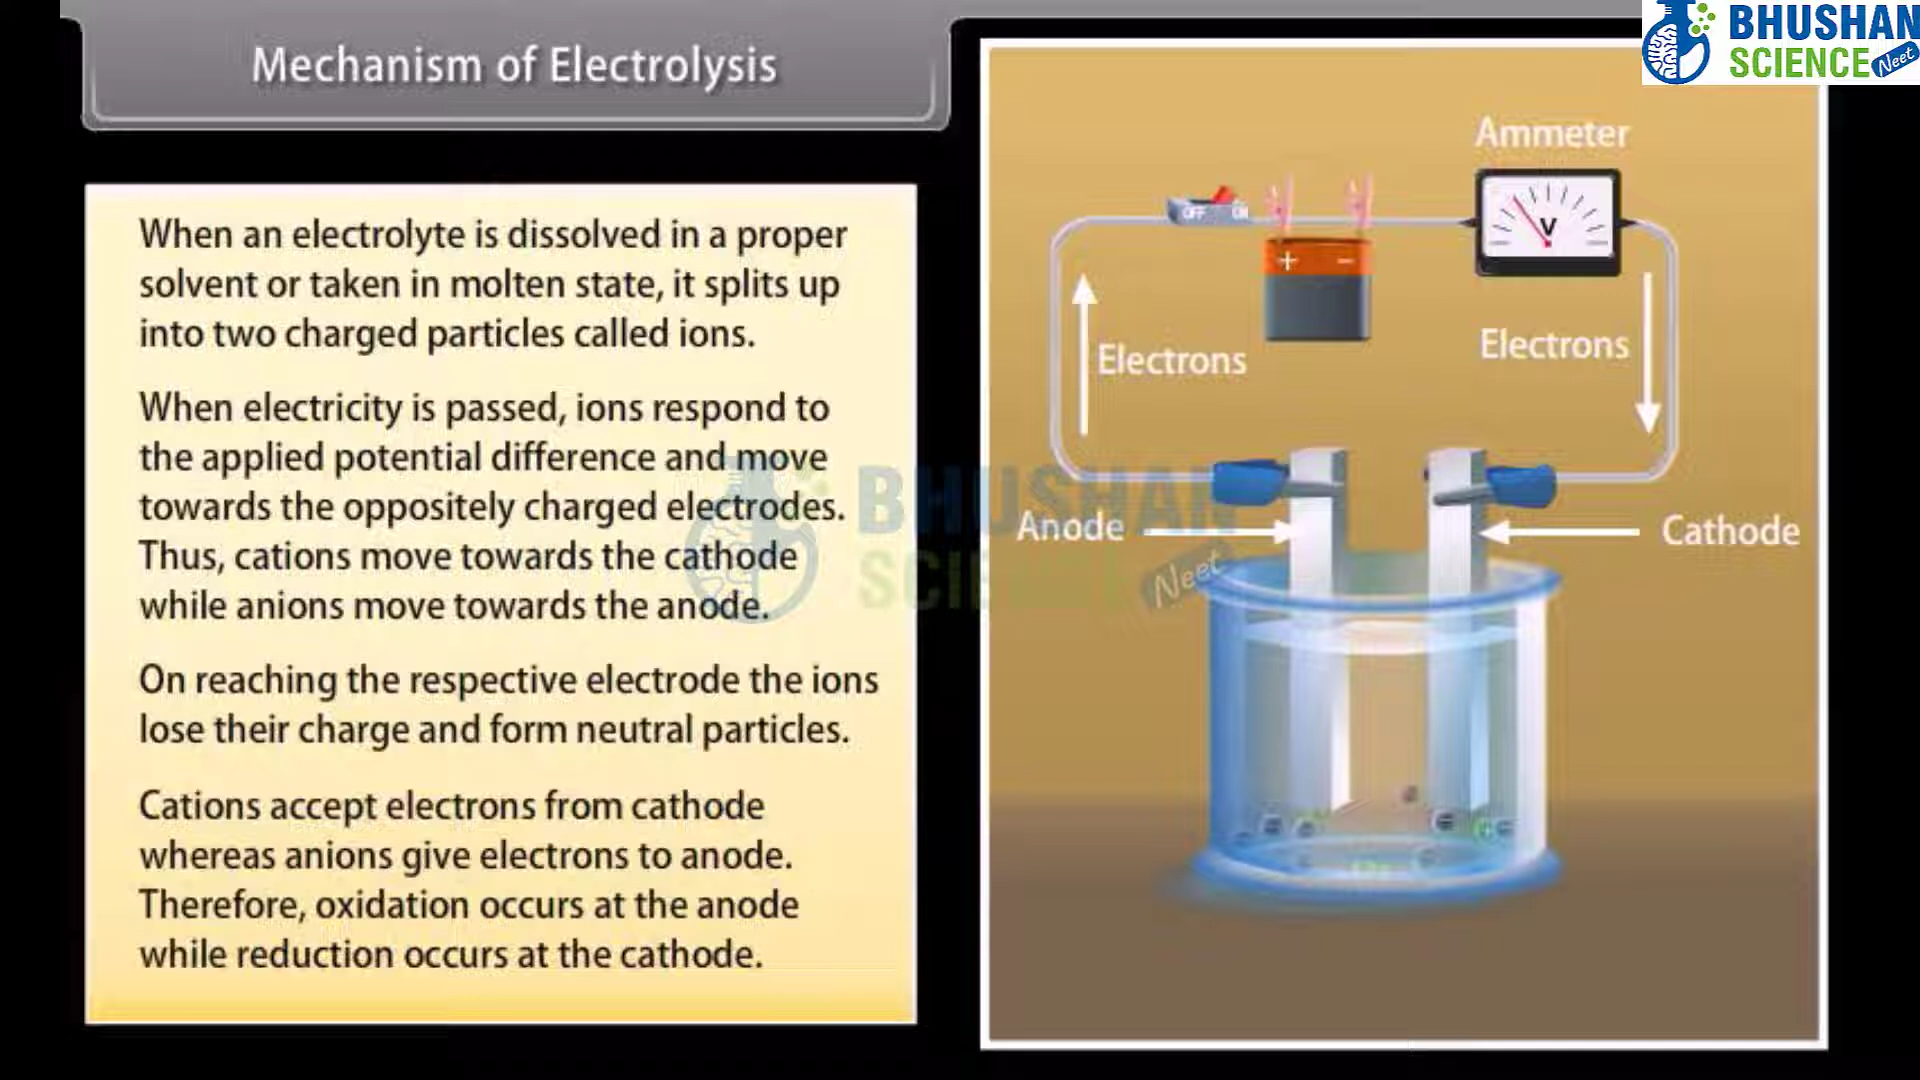 Mechanism of Electrolysis
BHUSHAN
SCIENCE Neet
When an electrolyte is dissolved in a proper
solvent or taken in molten state, it splits up
into two charged particles called ions.
When electricity is passed, ions respond to
the applied potential difference and move
towards the oppositely charged electrodes.
Thus, cations move towards the cathode
while anions move towards the anode.
On reaching the respective electrode the ions
lose their charge and form neutral particles.
Cations accept electrons from cathode
whereas anions give electrons to anode.
Therefore, oxidation occurs at the anode
while reduction occurs at the cathode.
Ammeter
OFF ON
V
+ −
Electrons
Electrons
Anode
Cathode
BHUSHAN
SCIENCE Neet